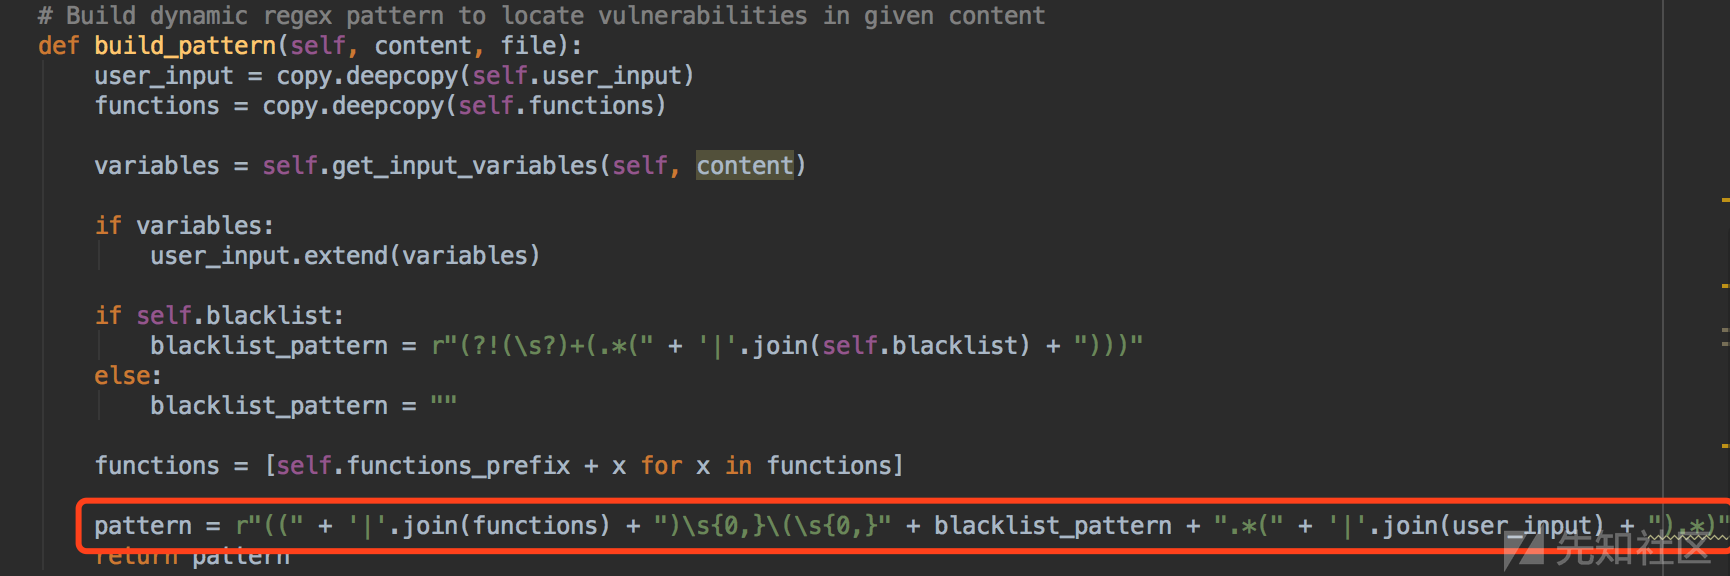 # Build dynamic regex pattern to locate vulnerabilities in given content
def build_pattern(self, content, file):
    user_input = copy.deepcopy(self.user_input)
    functions = copy.deepcopy(self.functions)
    variables = self.get_input_variables(self, content)
    if variables:
        user_input.extend(variables)
    if self.blacklist:
        blacklist_pattern = r"(?!(\s?)+(.*(" + '|'.join(self.blacklist) + ")))"
    else:
        blacklist_pattern = ""
    functions = [self.functions_prefix + x for x in functions]
    pattern = r"((" + '|'.join(functions) + ")\s{0,}\(\s{0,}" + blacklist_pattern + ".*(" + '|'.join(user_input) + ").*)"
    return pattern
先知社区